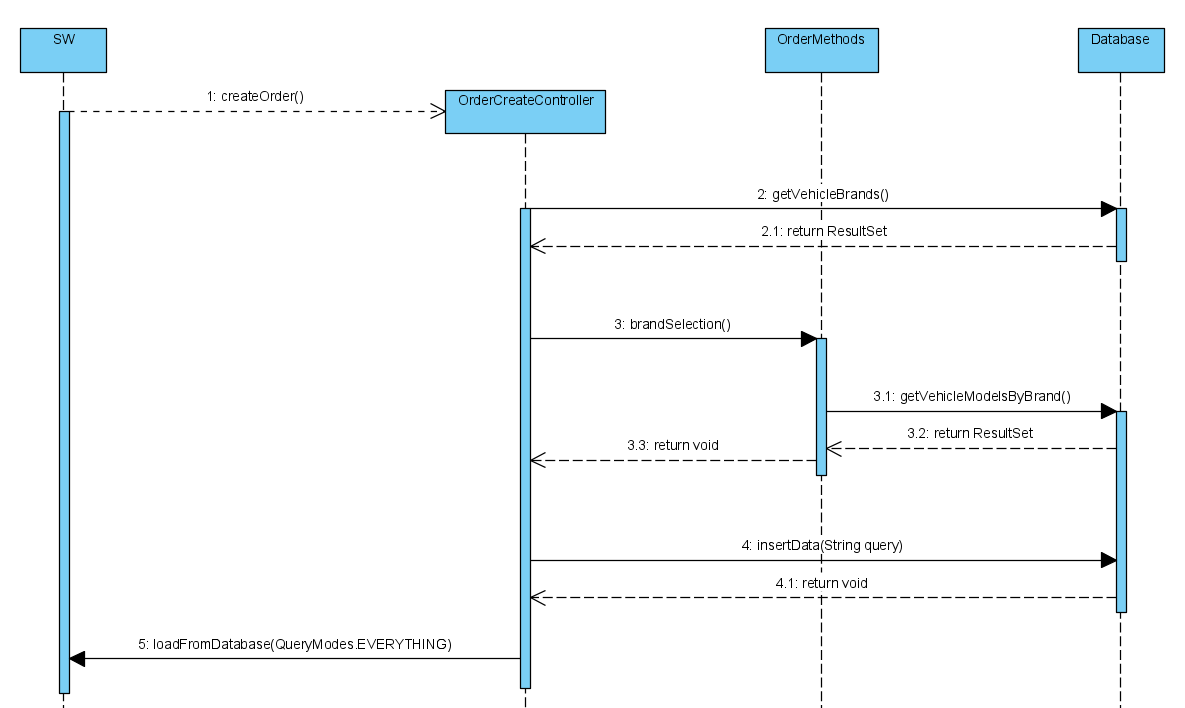 SW
OrderMethods
Database
1: createOrder()
OrderCreateController
2: getVehicleBrands()
2.1: return ResultSet
3: brandSelection()
3.1: getVehicleModelsByBrand()
3.2: return ResultSet
3.3: return void
4: insertData(String query)
4.1: return void
5: loadFromDatabase(QueryModes.EVERYTHING)